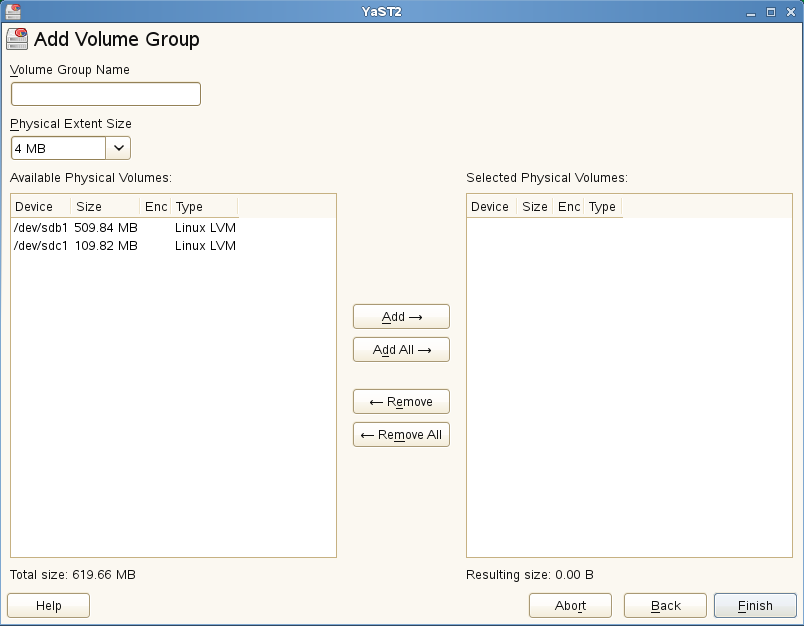 YaST2
Add Volume Group
Volume Group Name
Physical Extent Size
4 MB
Available Physical Volumes:
Device Size Enc Type
/dev/sdb1 509.84 MB Linux LVM
/dev/sdc1 109.82 MB Linux LVM
Total size: 619.66 MB
Add →
Add All →
← Remove
← Remove All
Selected Physical Volumes:
Device Size Enc Type
Resulting size: 0.00 B
Help
Abort
Back
Finish